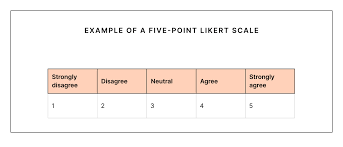 EXAMPLE OF A FIVE-POINT LIKERT SCALE
Strongly disagree Disagree Neutral Agree Strongly agree
1 2 3 4 5